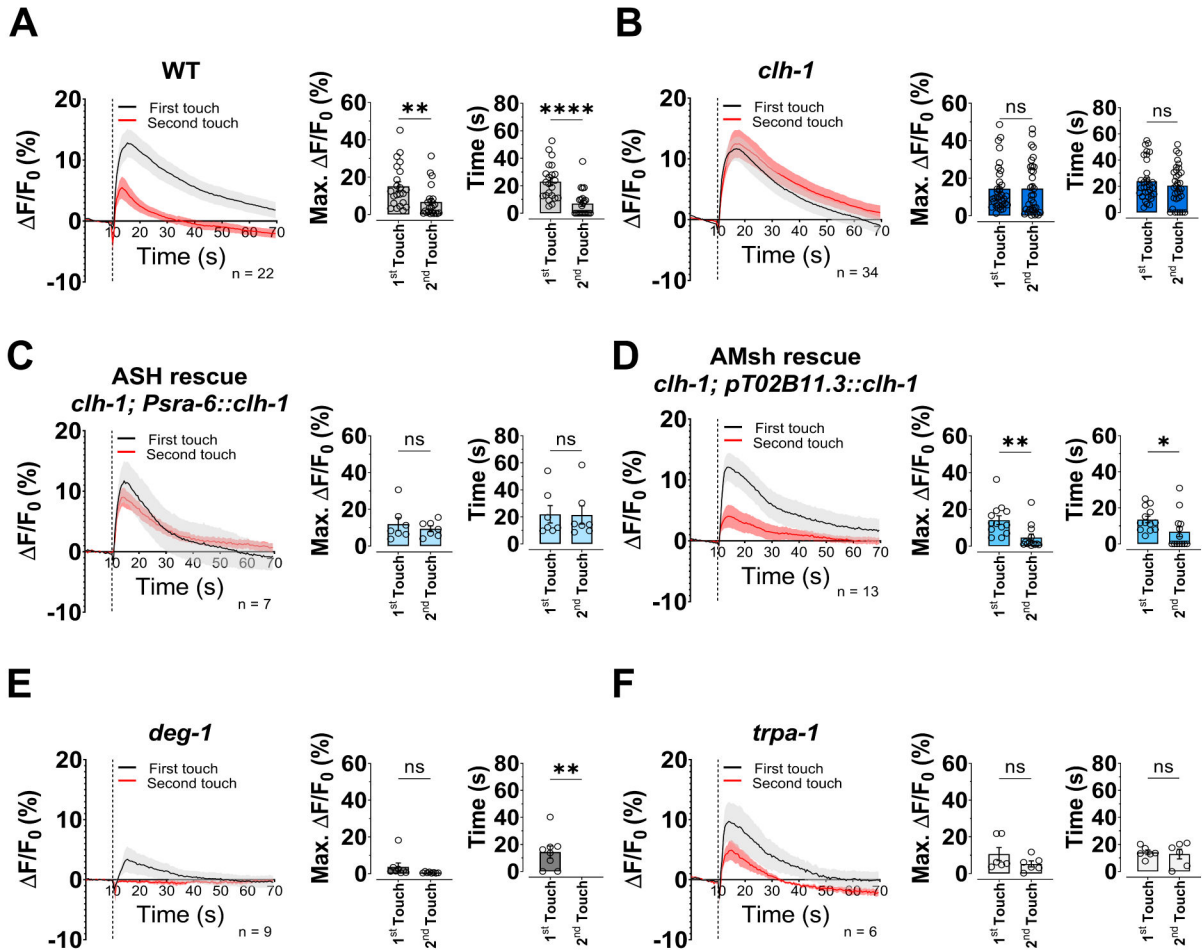 A
WT
ΔF/F0 (%)
20
10
0
-10
First touch
Second touch
10 20 30 40 50 60 70
Time (s)
n = 22
Max. ΔF/F0 (%)
60
40
20
0
**
1st Touch
2nd Touch
Time (s)
80
60
40
20
0
****
1st Touch
2nd Touch
B
clh-1
ΔF/F0 (%)
20
10
0
-10
First touch
Second touch
10 20 30 40 50 60 70
Time (s)
n = 34
Max. ΔF/F0 (%)
60
40
20
0
ns
1st Touch
2nd Touch
Time (s)
80
60
40
20
0
ns
1st Touch
2nd Touch
C
ASH rescue
clh-1; Psra-6::clh-1
ΔF/F0 (%)
20
10
0
-10
First touch
Second touch
10 20 30 40 50 60 70
Time (s)
n = 7
Max. ΔF/F0 (%)
60
40
20
0
ns
1st Touch
2nd Touch
Time (s)
80
60
40
20
0
ns
1st Touch
2nd Touch
D
AMsh rescue
clh-1; pT02B11.3::clh-1
ΔF/F0 (%)
20
10
0
-10
First touch
Second touch
10 20 30 40 50 60 70
Time (s)
n = 13
Max. ΔF/F0 (%)
60
40
20
0
**
1st Touch
2nd Touch
Time (s)
60
40
20
0
*
1st Touch
2nd Touch
E
deg-1
ΔF/F0 (%)
20
10
0
-10
First touch
Second touch
10 20 30 40 50 60 70
Time (s)
n = 9
Max. ΔF/F0 (%)
60
40
20
0
ns
1st Touch
2nd Touch
Time (s)
80
60
40
20
0
**
1st Touch
2nd Touch
F
trpa-1
ΔF/F0 (%)
20
10
0
-10
First touch
Second touch
10 20 30 40 50 60 70
Time (s)
n = 6
Max. ΔF/F0 (%)
60
40
20
0
ns
1st Touch
2nd Touch
Time (s)
80
60
40
20
0
ns
1st Touch
2nd Touch